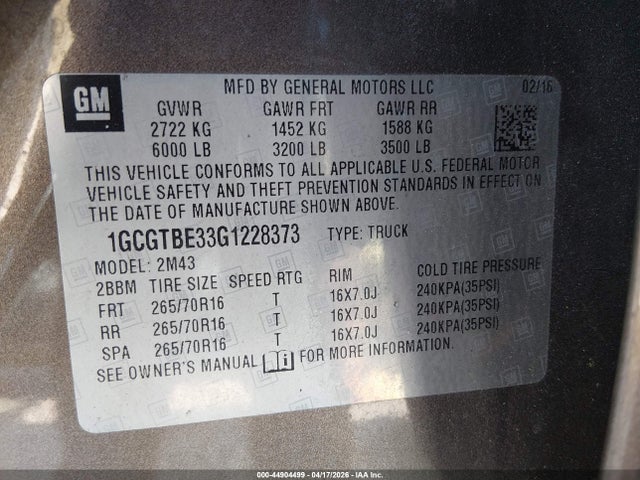 GM
MFD BY GENERAL MOTORS LLC 02/16
GVWR GAWR FRT GAWR RR
2722 KG 1452 KG 1588 KG
6000 LB 3200 LB 3500 LB
THIS VEHICLE CONFORMS TO ALL APPLICABLE U.S. FEDERAL MOTOR
VEHICLE SAFETY AND THEFT PREVENTION STANDARDS IN EFFECT ON
THE DATE OF MANUFACTURE SHOWN ABOVE.
1GCGTBE33G1228373 TYPE: TRUCK
MODEL: 2M43
2BBM TIRE SIZE SPEED RTG RIM COLD TIRE PRESSURE
FRT 265/70R16 T 16X7.0J 240KPA(35PSI)
RR 265/70R16 T 16X7.0J 240KPA(35PSI)
SPA 265/70R16 T 16X7.0J 240KPA(35PSI)
SEE OWNER'S MANUAL i FOR MORE INFORMATION.
000-44904499 04/17/2026 - IAA Inc.